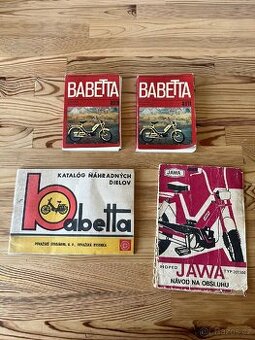 BABETTA
BABETTA
KATALÓG NÁHRADNÝCH
DIELOV
babetta
JAWA
MOPED
JAWA
NÁVOD NA OBSLUHU